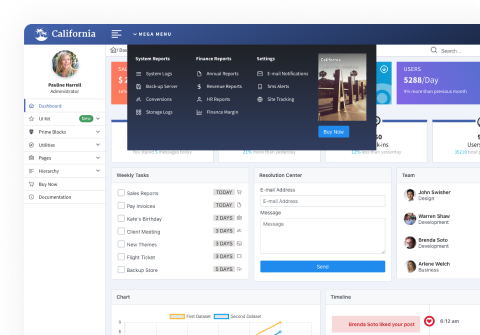 California
MEGA MENU
Search...
Pauline Harrell
Administrator
Dashboard
UI Kit
New
Prime Blocks
Utilities
Pages
Hierarchy
Buy Now
Documentation
System Reports
System Logs
Back-up Server
Conversions
Storage Logs
Finance Reports
Annual Reports
Revenue Reports
HR Reports
Finance Margin
Settings
E-mail Notifications
Sms Alerts
Site Tracking
California
Buy Now
USERS
5288/Day
more than previous month
Weekly Tasks
Sales Reports TODAY
Pay Invoices TODAY
Kate's Birthday 2 DAYS
Client Meeting 3 DAYS
New Themes 3 DAYS
Flight Ticket 3 DAYS
Backup Store 5 DAYS
Resolution Center
E-mail Address
E-mail Address
Message
Message
Send
Team
John Swisher
Design
Warren Shaw
Development
Brenda Soto
Development
Arlene Welch
Business
Chart
First Dataset Second Dataset
Timeline
Brenda Soto liked your post
6:12 am